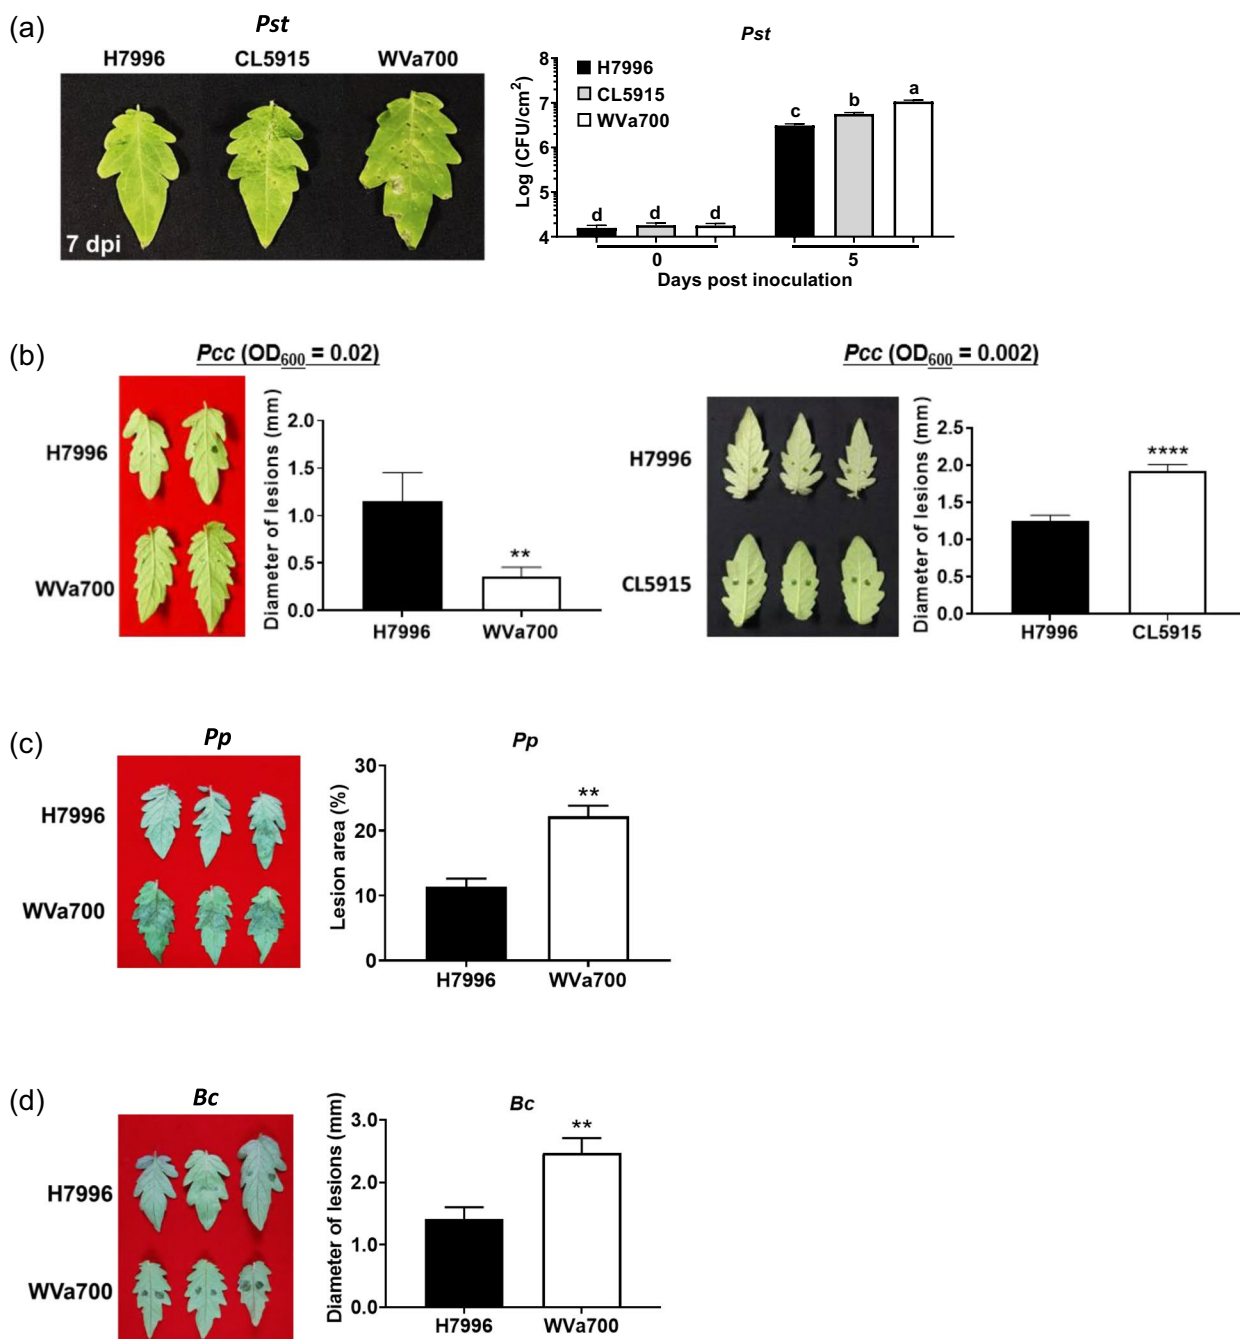 (a)
Pst
H7996 CL5915 WVa700
7 dpi
Pst
Log (CFU/cm²)
8
7
6
5
4
H7996
CL5915
WVa700
d d d c b a
0 5
Days post inoculation
(b)
Pcc (OD₆₀₀ = 0.02)
H7996
WVa700
Diameter of lesions (mm)
2.0
1.5
1.0
0.5
0.0
**
H7996 WVa700
Pcc (OD₆₀₀ = 0.002)
H7996
CL5915
Diameter of lesions (mm)
2.5
2.0
1.5
1.0
0.5
0.0
****
H7996 CL5915
(c)
Pp
H7996
WVa700
Pp
Lesion area (%)
30
20
10
0
**
H7996 WVa700
(d)
Bc
H7996
WVa700
Bc
Diameter of lesions (mm)
3.0
2.0
1.0
0.0
**
H7996 WVa700